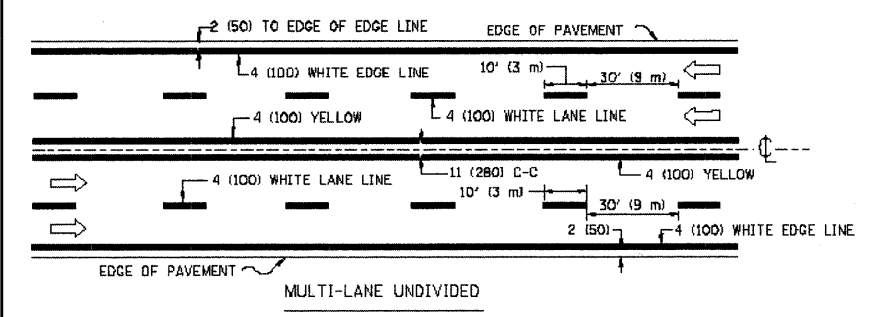 2 (50) TO EDGE OF EDGE LINE
EDGE OF PAVEMENT
4 (100) WHITE EDGE LINE
10' (3 m)
30' (9 m)
4 (100) YELLOW
4 (100) WHITE LANE LINE
℄
4 (100) WHITE LANE LINE
11 (280) C-C
4 (100) YELLOW
10' (3 m)
30' (9 m)
2 (50)
4 (100) WHITE EDGE LINE
EDGE OF PAVEMENT
MULTI-LANE UNDIVIDED